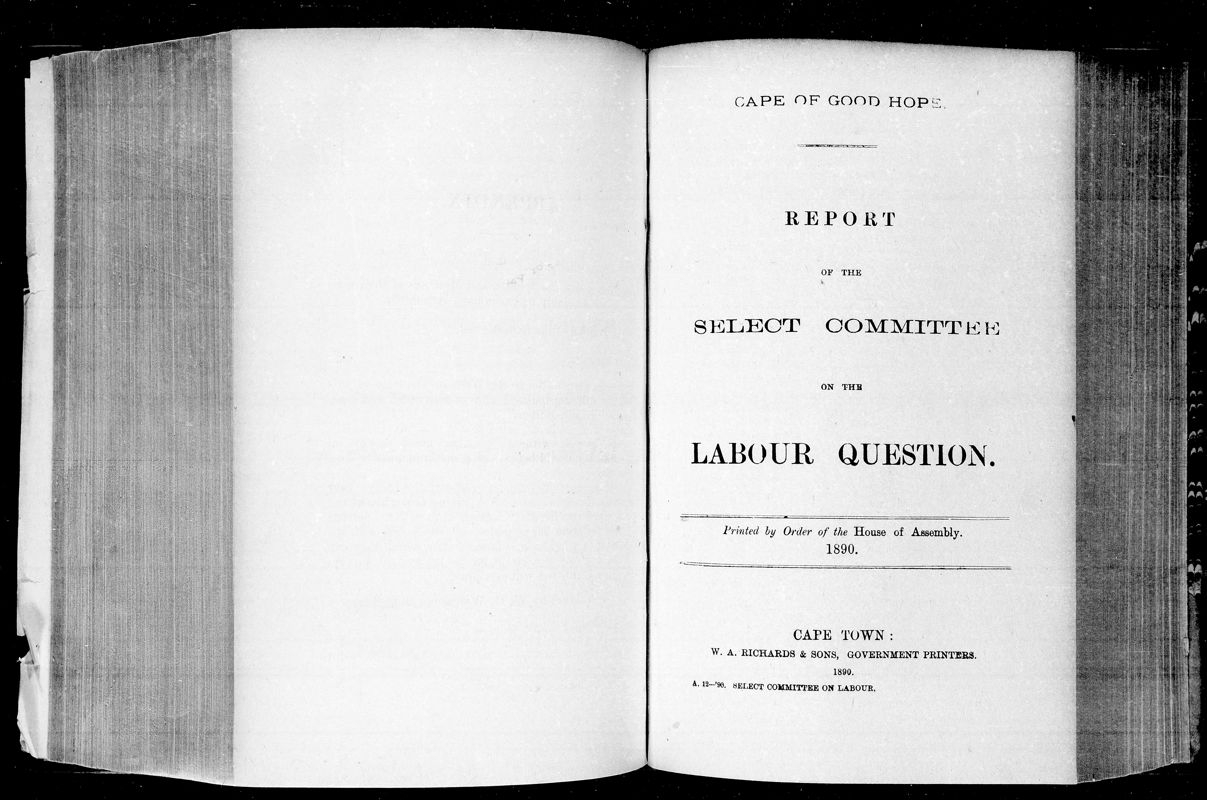 CAPE OF GOOD HOPE.
REPORT
OF THE
SELECT COMMITTEE
ON THE
LABOUR QUESTION.
Printed by Order of the House of Assembly.
1890.
CAPE TOWN :
W. A. RICHARDS & SONS, GOVERNMENT PRINTERS.
1890.
A. 12—'90. SELECT COMMITTEE ON LABOUR.